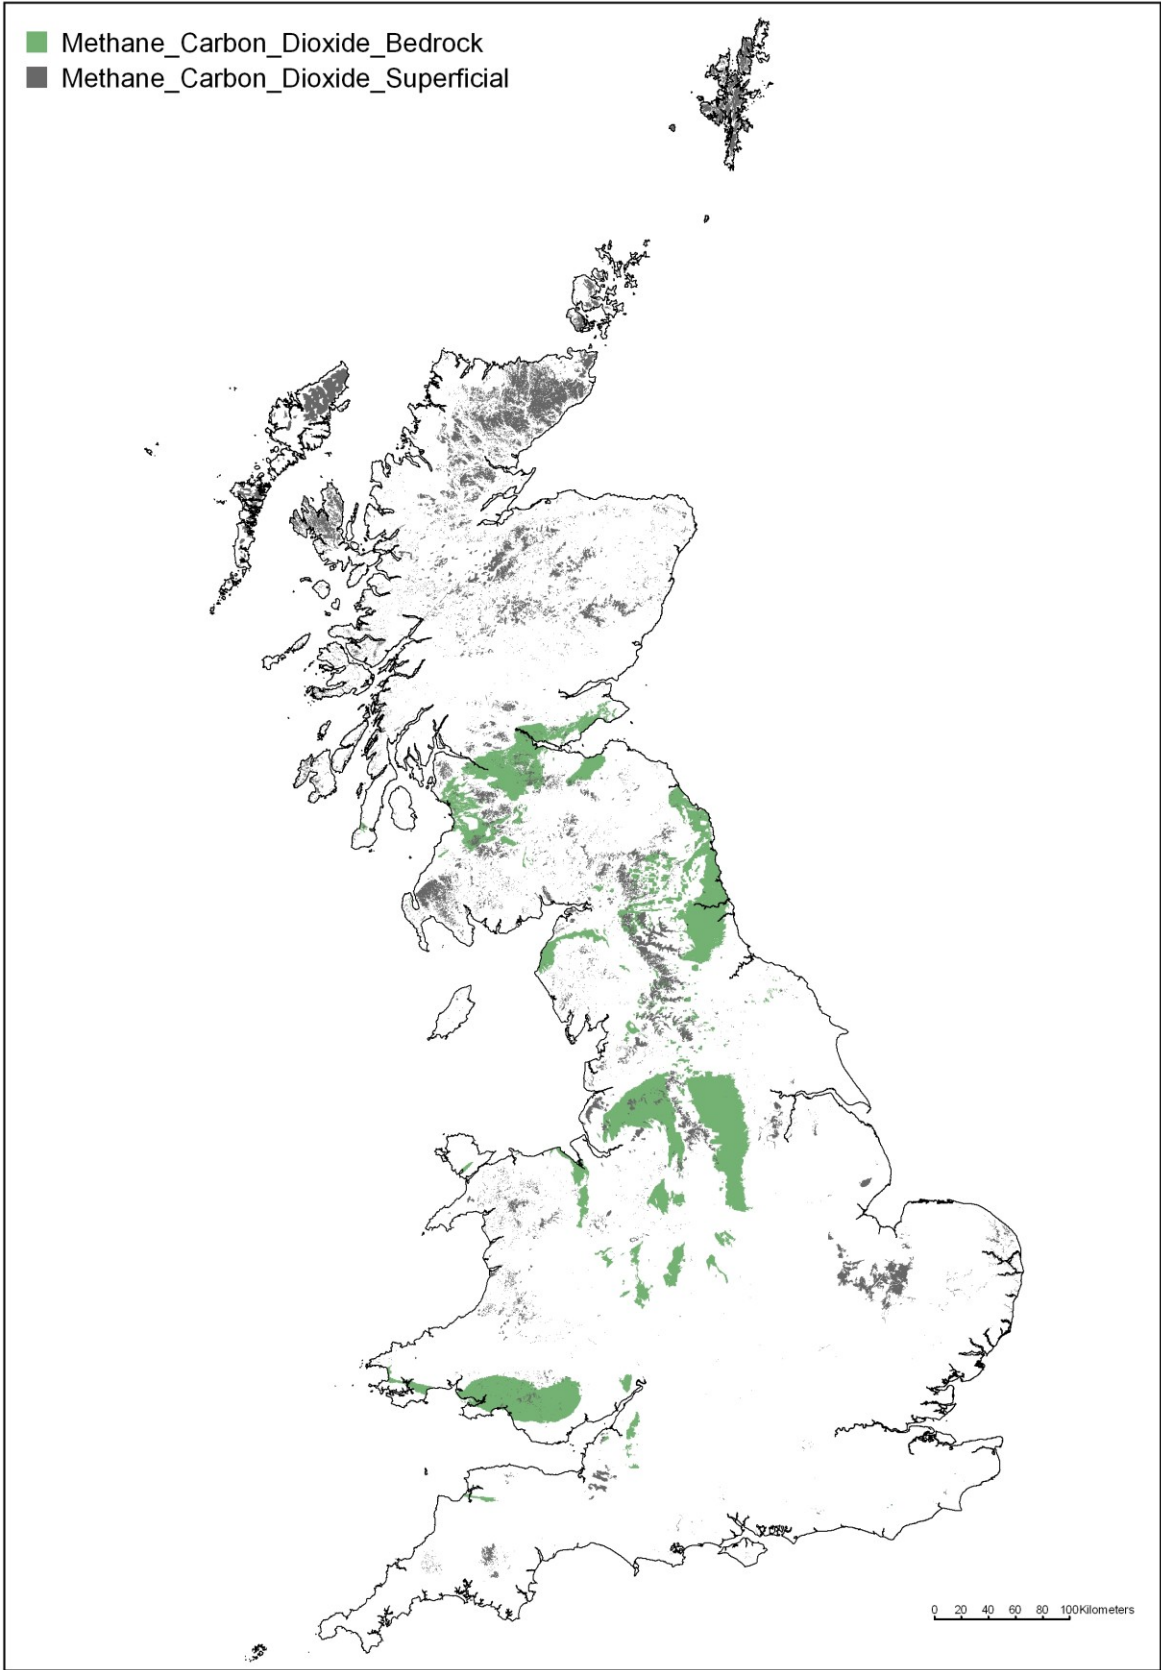 Methane_Carbon_Dioxide_Bedrock
Methane_Carbon_Dioxide_Superficial
0 20 40 60 80 100Kilometers